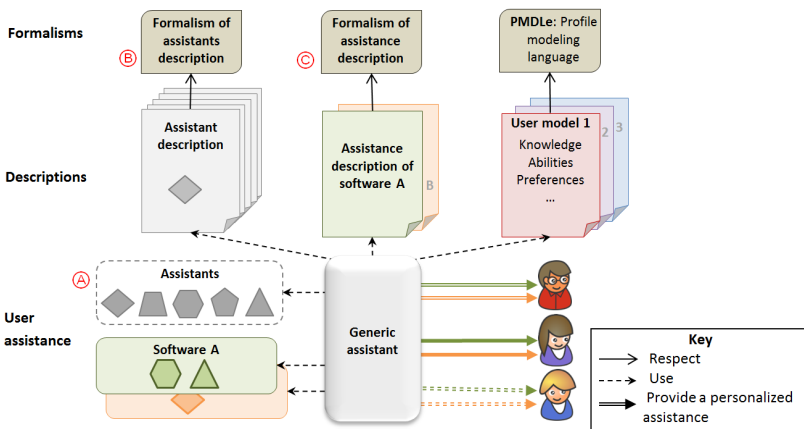 Formalisms
Formalism of
assistants
description
B
Formalism of
assistance
description
C
PMDLe: Profile
modeling
language
Descriptions
Assistant
description
Assistance
description of
software A
B
User model 1
Knowledge
Abilities
Preferences
...
2
3
User
assistance
A
Assistants
Software A
Generic
assistant
Key
Respect
Use
Provide a personalized
assistance